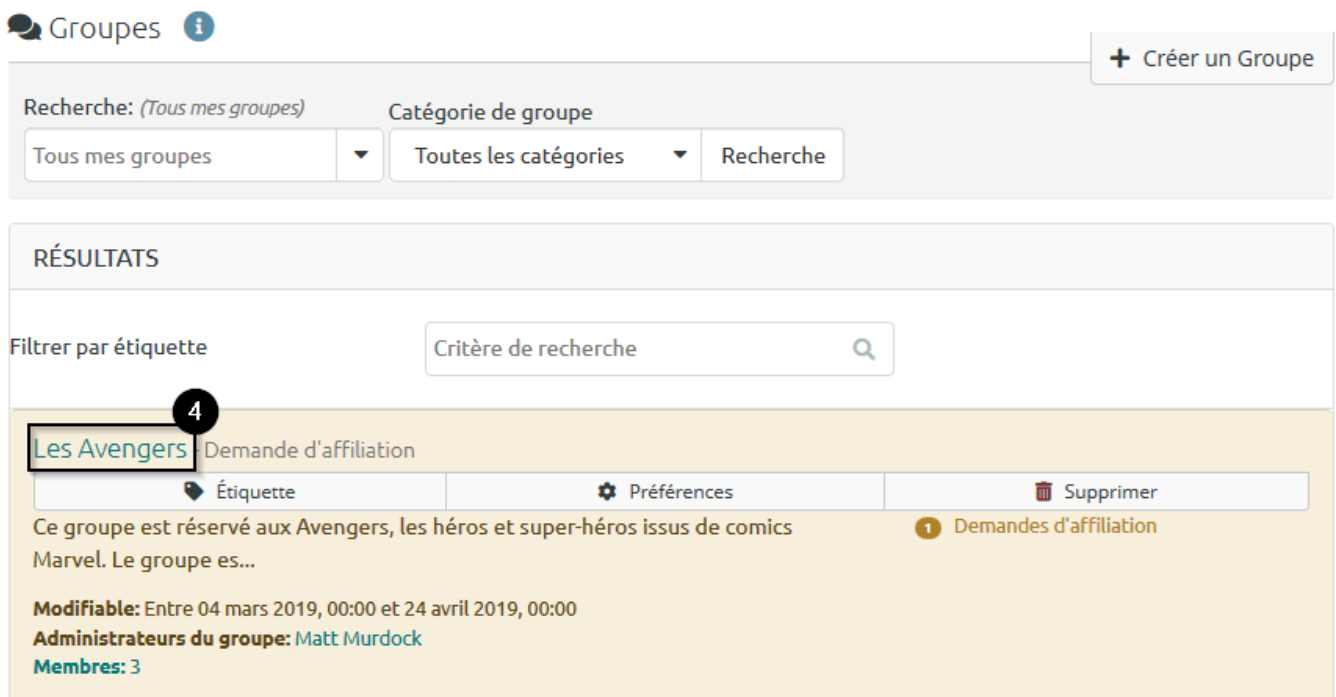 Groupes
+ Créer un Groupe
Recherche: (Tous mes groupes)
Catégorie de groupe
Tous mes groupes
Toutes les catégories
Recherche
RÉSULTATS
Filtrer par étiquette
Critère de recherche
4
Les Avengers - Demande d'affiliation
Étiquette
Préférences
Supprimer
Ce groupe est réservé aux Avengers, les héros et super-héros issus de comics
Marvel. Le groupe es...
1 Demandes d'affiliation
Modifiable: Entre 04 mars 2019, 00:00 et 24 avril 2019, 00:00
Administrateurs du groupe: Matt Murdock
Membres: 3